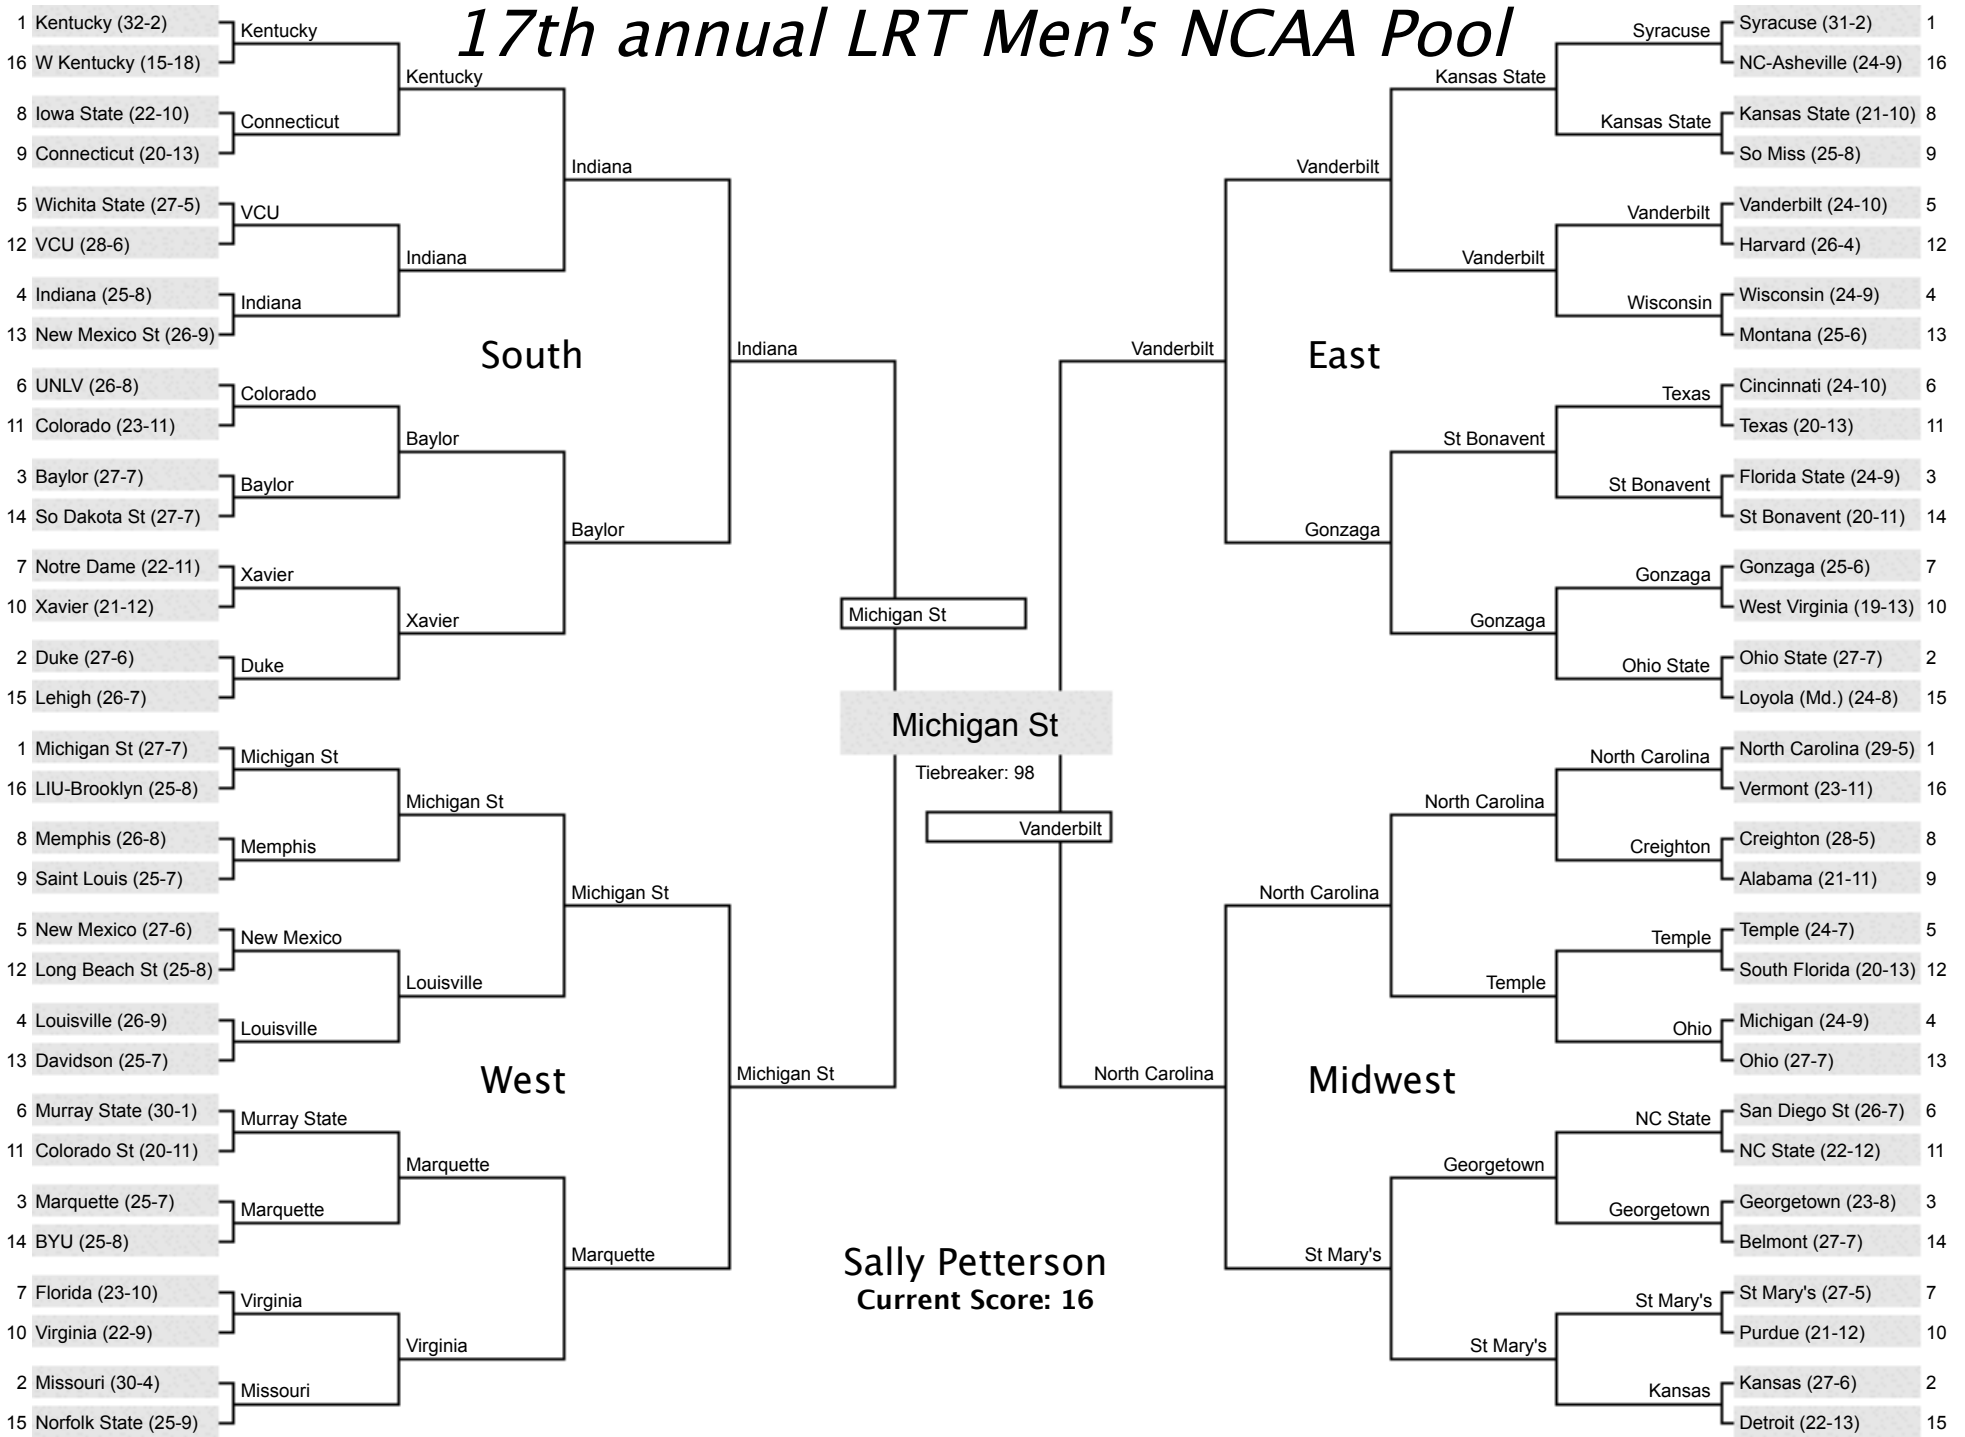 17th annual LRT Men's NCAA Pool
1 Kentucky (32-2)
16 W Kentucky (15-18)
8 Iowa State (22-10)
9 Connecticut (20-13)
5 Wichita State (27-5)
12 VCU (28-6)
4 Indiana (25-8)
13 New Mexico St (26-9)
6 UNLV (26-8)
11 Colorado (23-11)
3 Baylor (27-7)
14 So Dakota St (27-7)
7 Notre Dame (22-11)
10 Xavier (21-12)
2 Duke (27-6)
15 Lehigh (26-7)
Kentucky
Connecticut
VCU
Indiana
Colorado
Baylor
Xavier
Duke
Kentucky
Indiana
Baylor
Xavier
Indiana
Baylor
Indiana
South
1 Michigan St (27-7)
16 LIU-Brooklyn (25-8)
8 Memphis (26-8)
9 Saint Louis (25-7)
5 New Mexico (27-6)
12 Long Beach St (25-8)
4 Louisville (26-9)
13 Davidson (25-7)
6 Murray State (30-1)
11 Colorado St (20-11)
3 Marquette (25-7)
14 BYU (25-8)
7 Florida (23-10)
10 Virginia (22-9)
2 Missouri (30-4)
15 Norfolk State (25-9)
Michigan St
Memphis
New Mexico
Louisville
Murray State
Marquette
Virginia
Missouri
Michigan St
Louisville
Marquette
Virginia
Michigan St
Marquette
Michigan St
West
Michigan St
Michigan St
Tiebreaker: 98
Vanderbilt
Sally Petterson
Current Score: 16
Syracuse (31-2) 1
NC-Asheville (24-9) 16
Kansas State (21-10) 8
So Miss (25-8) 9
Vanderbilt (24-10) 5
Harvard (26-4) 12
Wisconsin (24-9) 4
Montana (25-6) 13
Cincinnati (24-10) 6
Texas (20-13) 11
Florida State (24-9) 3
St Bonavent (20-11) 14
Gonzaga (25-6) 7
West Virginia (19-13) 10
Ohio State (27-7) 2
Loyola (Md.) (24-8) 15
Syracuse
Kansas State
Vanderbilt
Wisconsin
Texas
St Bonavent
Gonzaga
Ohio State
Kansas State
Vanderbilt
St Bonavent
Gonzaga
Vanderbilt
Gonzaga
Vanderbilt
East
North Carolina (29-5) 1
Vermont (23-11) 16
Creighton (28-5) 8
Alabama (21-11) 9
Temple (24-7) 5
South Florida (20-13) 12
Michigan (24-9) 4
Ohio (27-7) 13
San Diego St (26-7) 6
NC State (22-12) 11
Georgetown (23-8) 3
Belmont (27-7) 14
St Mary's (27-5) 7
Purdue (21-12) 10
Kansas (27-6) 2
Detroit (22-13) 15
North Carolina
Creighton
Temple
Ohio
NC State
Georgetown
St Mary's
Kansas
North Carolina
Temple
Georgetown
St Mary's
North Carolina
St Mary's
North Carolina
Midwest